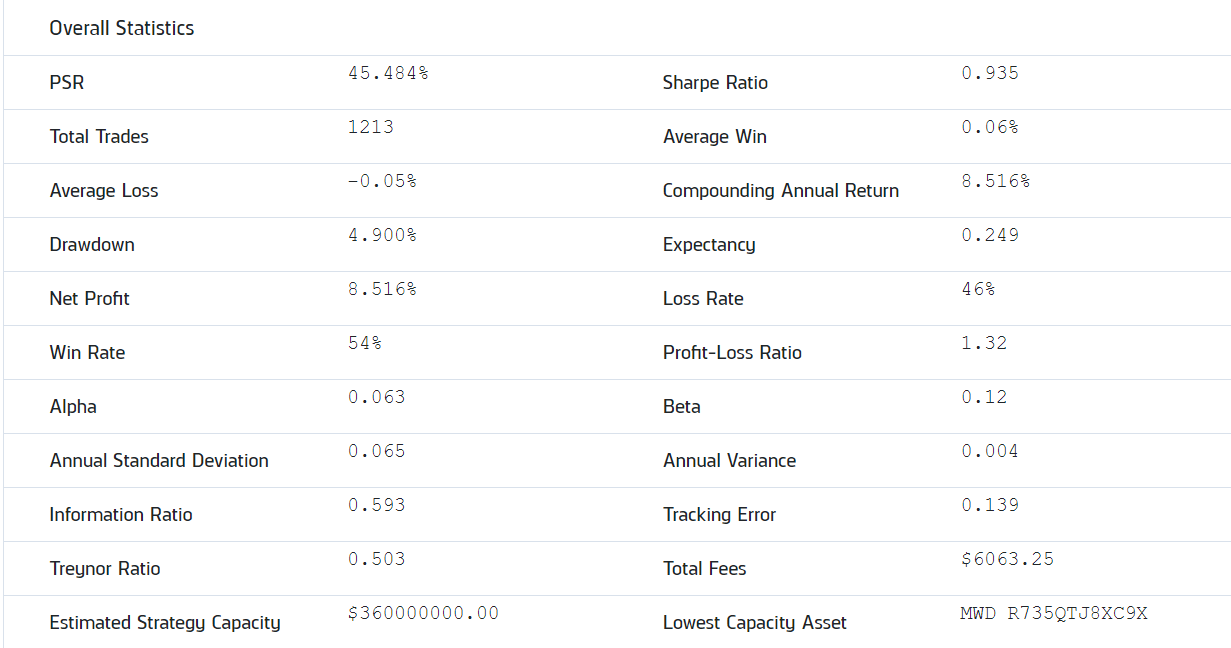 Overall Statistics
PSR 45.484% Sharpe Ratio 0.935
Total Trades 1213 Average Win 0.06%
Average Loss -0.05% Compounding Annual Return 8.516%
Drawdown 4.900% Expectancy 0.249
Net Profit 8.516% Loss Rate 46%
Win Rate 54% Profit-Loss Ratio 1.32
Alpha 0.063 Beta 0.12
Annual Standard Deviation 0.065 Annual Variance 0.004
Information Ratio 0.593 Tracking Error 0.139
Treynor Ratio 0.503 Total Fees $6063.25
Estimated Strategy Capacity $360000000.00 Lowest Capacity Asset MWD R735QTJ8XC9X